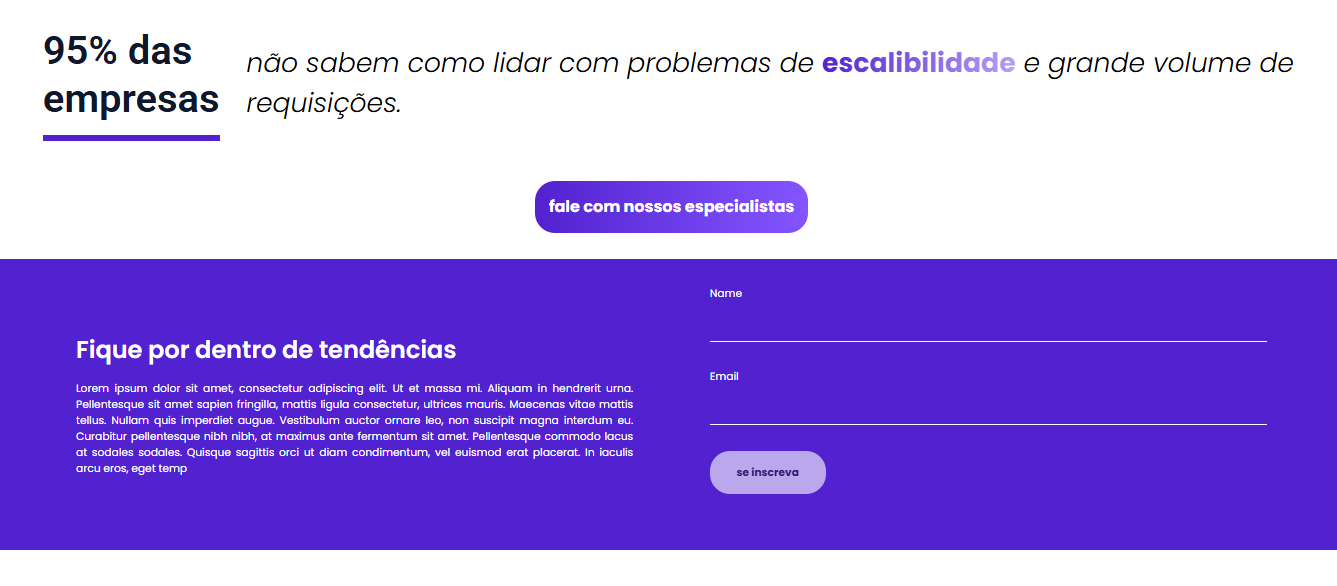 95% das
empresas
não sabem como lidar com problemas de escalibilidade e grande volume de
requisições.
fale com nossos especialistas
Fique por dentro de tendências
Lorem ipsum dolor sit amet, consectetur adipiscing elit. Ut et massa mi. Aliquam in hendrerit urna.
Pellentesque sit amet sapien fringilla, mattis ligula consectetur, ultrices mauris. Maecenas vitae mattis
tellus. Nullam quis imperdiet augue. Vestibulum auctor ornare leo, non suscipit magna interdum eu.
Curabitur pellentesque nibh nibh, at maximus ante fermentum sit amet. Pellentesque commodo lacus
at sodales sodales. Quisque sagittis orci ut diam condimentum, vel euismod erat placerat. In iaculis
arcu eros, eget temp
Name
Email
se inscreva